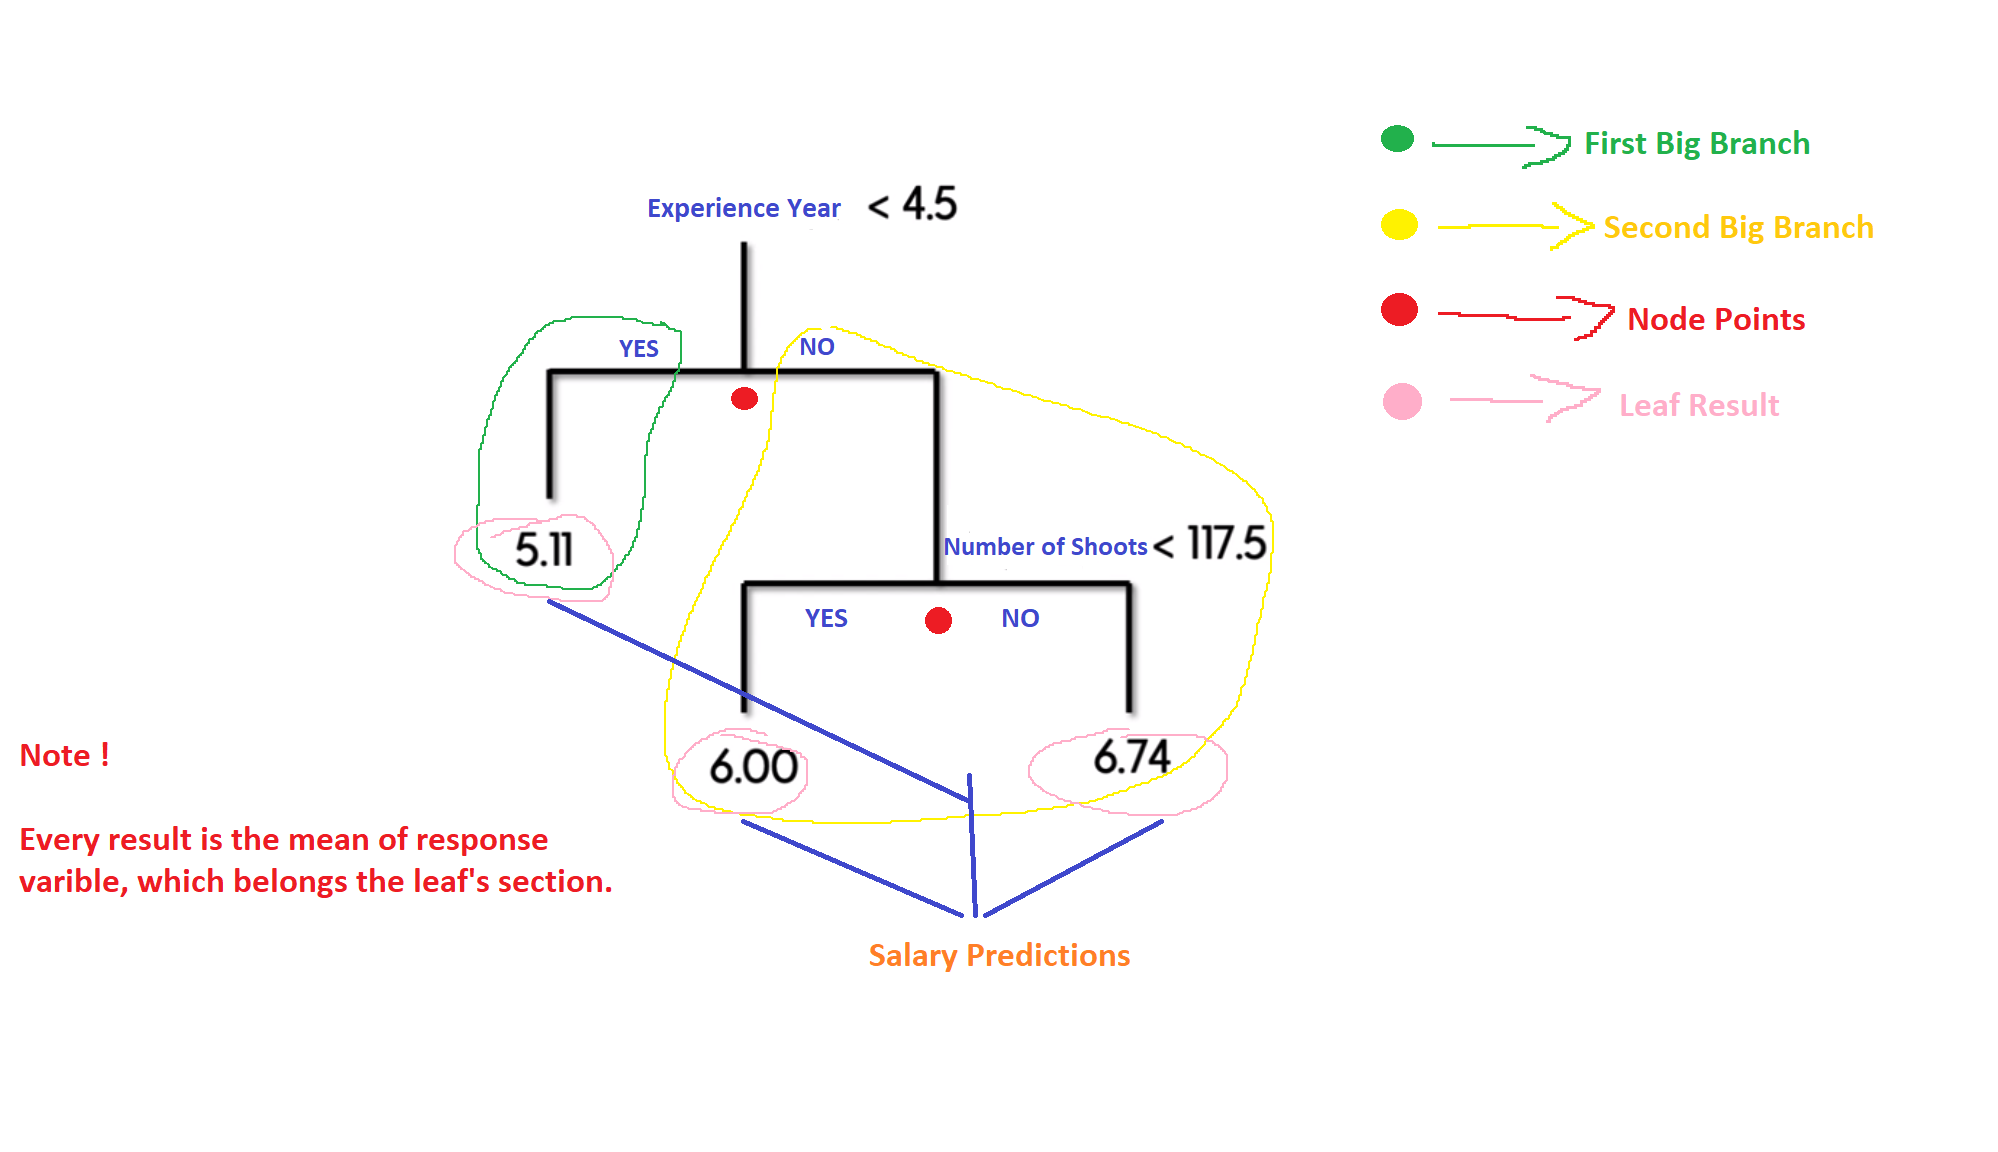 First Big Branch
Experience Year < 4.5
Second Big Branch
Node Points
YES
NO
Leaf Result
5.11
Number of Shoots < 117.5
YES
NO
6.00
6.74
Note !
Every result is the mean of response
varible, which belongs the leaf's section.
Salary Predictions